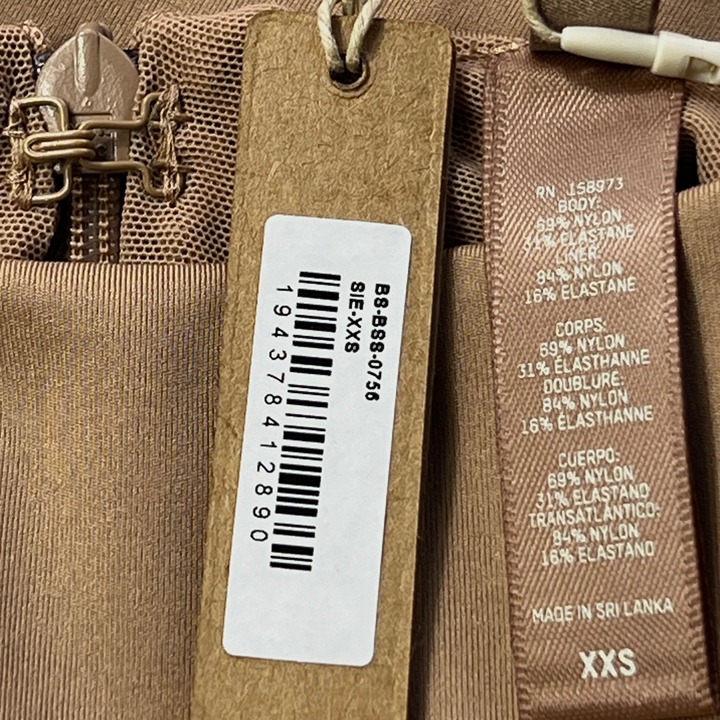 BS-BSS-0756
SIE-XXS
194378412890
RN 158973
BODY:
69% NYLON
31% ELASTANE
LINER:
84% NYLON
16% ELASTANE
CORPS:
69% NYLON
31% ÉLASTHANNE
DOUBLURE:
84% NYLON
16% ÉLASTHANNE
CUERPO:
69% NYLON
31% ELASTANO
TRANSATLÁNTICO:
84% NYLON
16% ELASTANO
MADE IN SRI LANKA
XXS